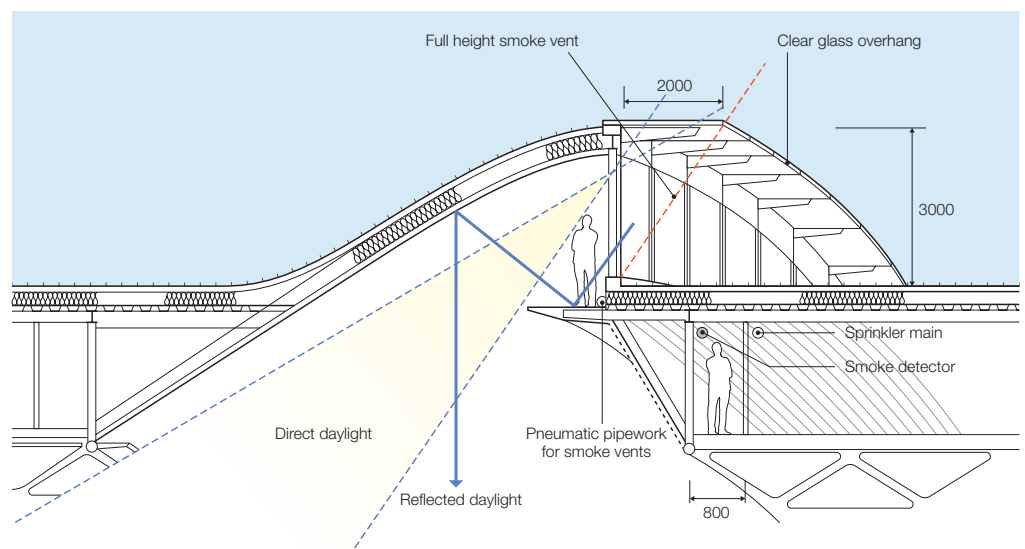 Full height smoke vent
Clear glass overhang
2000
3000
Sprinkler main
Smoke detector
Direct daylight
Pneumatic pipework
for smoke vents
Reflected daylight
800